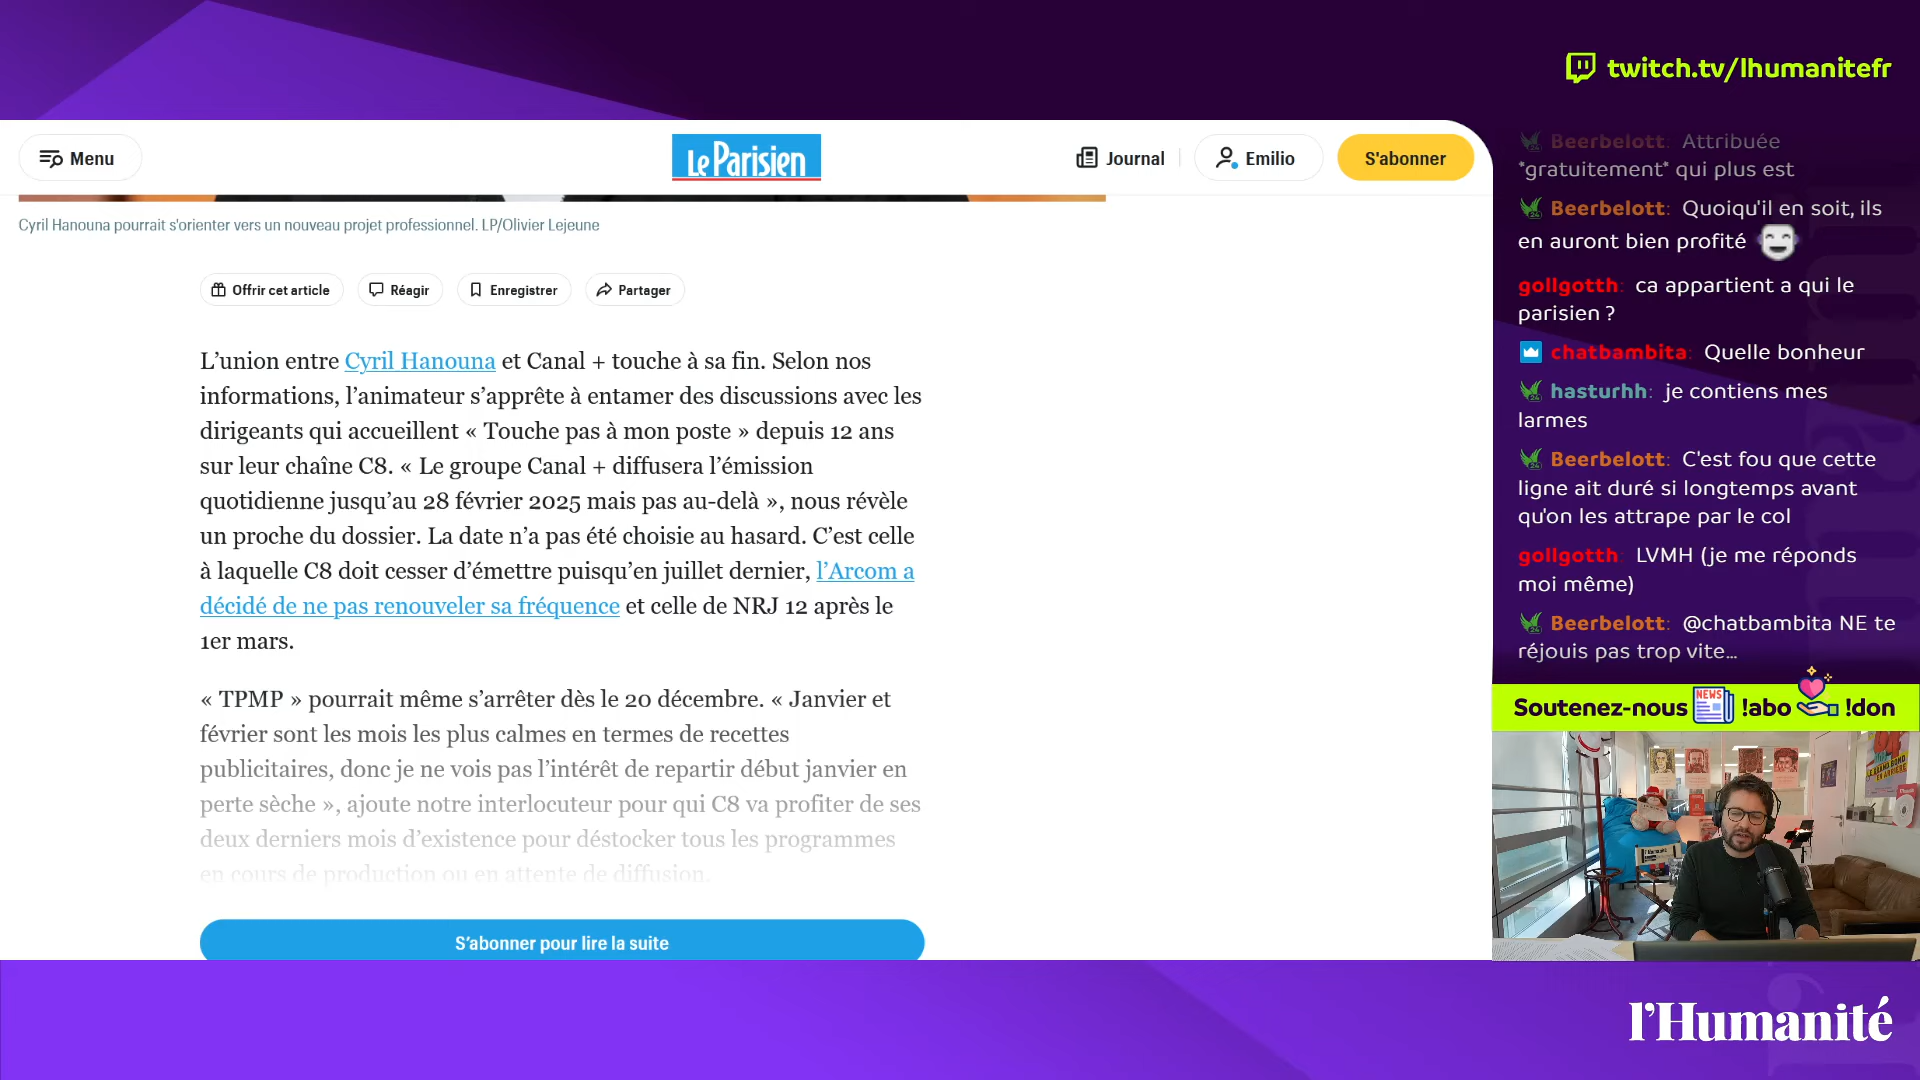 twitch.tv/lhumanitefr
Menu
Le Parisien
Journal
Emilio
S'abonner
Cyril Hanouna pourrait s'orienter vers un nouveau projet professionnel. LP/Olivier Lejeune
Offrir cet article
Réagir
Enregistrer
Partager
L’union entre Cyril Hanouna et Canal + touche à sa fin. Selon nos
informations, l’animateur s’apprête à entamer des discussions avec les
dirigeants qui accueillent « Touche pas à mon poste » depuis 12 ans
sur leur chaîne C8. « Le groupe Canal + diffusera l’émission
quotidienne jusqu’au 28 février 2025 mais pas au-delà », nous révèle
un proche du dossier. La date n’a pas été choisie au hasard. C’est celle
à laquelle C8 doit cesser d’émettre puisqu’en juillet dernier, l’Arcom a
décidé de ne pas renouveler sa fréquence et celle de NRJ 12 après le
1er mars.
« TPMP » pourrait même s’arrêter dès le 20 décembre. « Janvier et
février sont les mois les plus calmes en termes de recettes
publicitaires, donc je ne vois pas l’intérêt de repartir début janvier en
perte sèche », ajoute notre interlocuteur pour qui C8 va profiter de ses
deux derniers mois d’existence pour déstocker tous les programmes
en cours de production ou en attente de diffusion.
S’abonner pour lire la suite
Beerbelott: Attribuée
*gratuitement* qui plus est
Beerbelott: Quoiqu'il en soit, ils
en auront bien profité
gollgotth: ca appartient a qui le
parisien ?
chatbambita: Quelle bonheur
hasturhh: je contiens mes
larmes
Beerbelott: C'est fou que cette
ligne ait duré si longtemps avant
qu'on les attrape par le col
gollgotth: LVMH (je me réponds
moi même)
Beerbelott: @chatbambita NE te
réjouis pas trop vite...
Soutenez-nous NEWS !abo !don
l'Humanité
l'Humanité